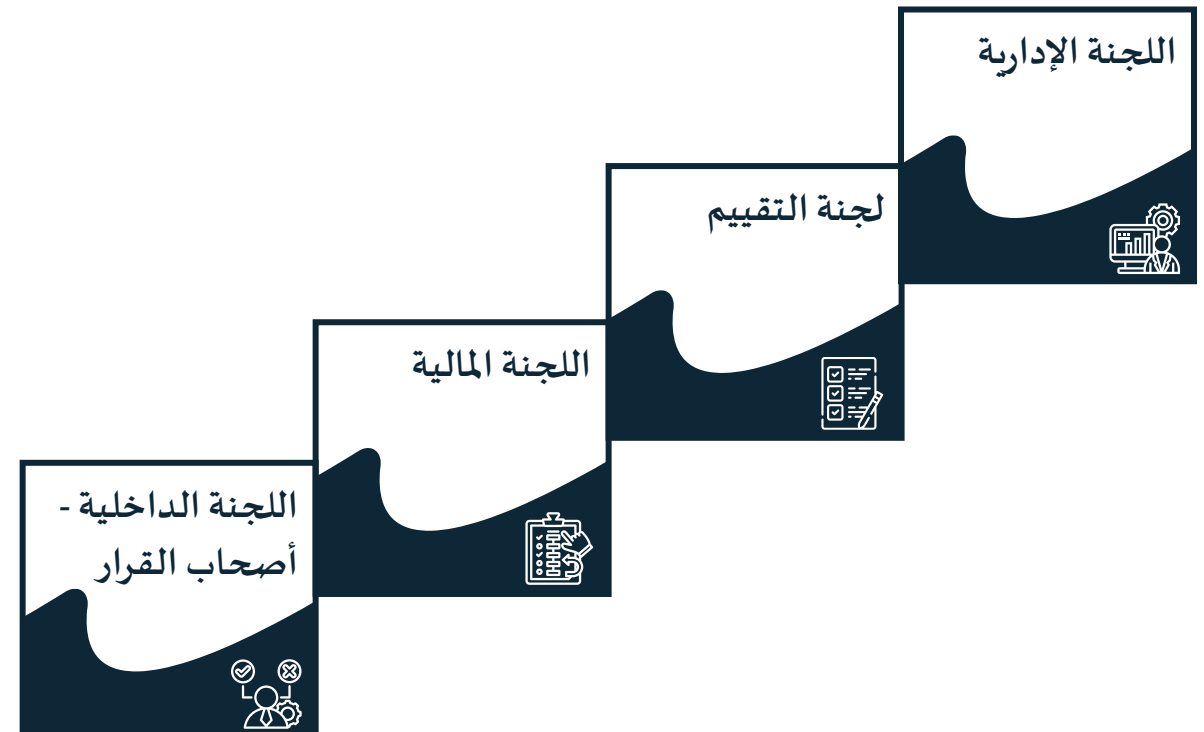 اللجنة الإدارية
لجنة التقييم
اللجنة المالية
اللجنة الداخلية -
أصحاب القرار